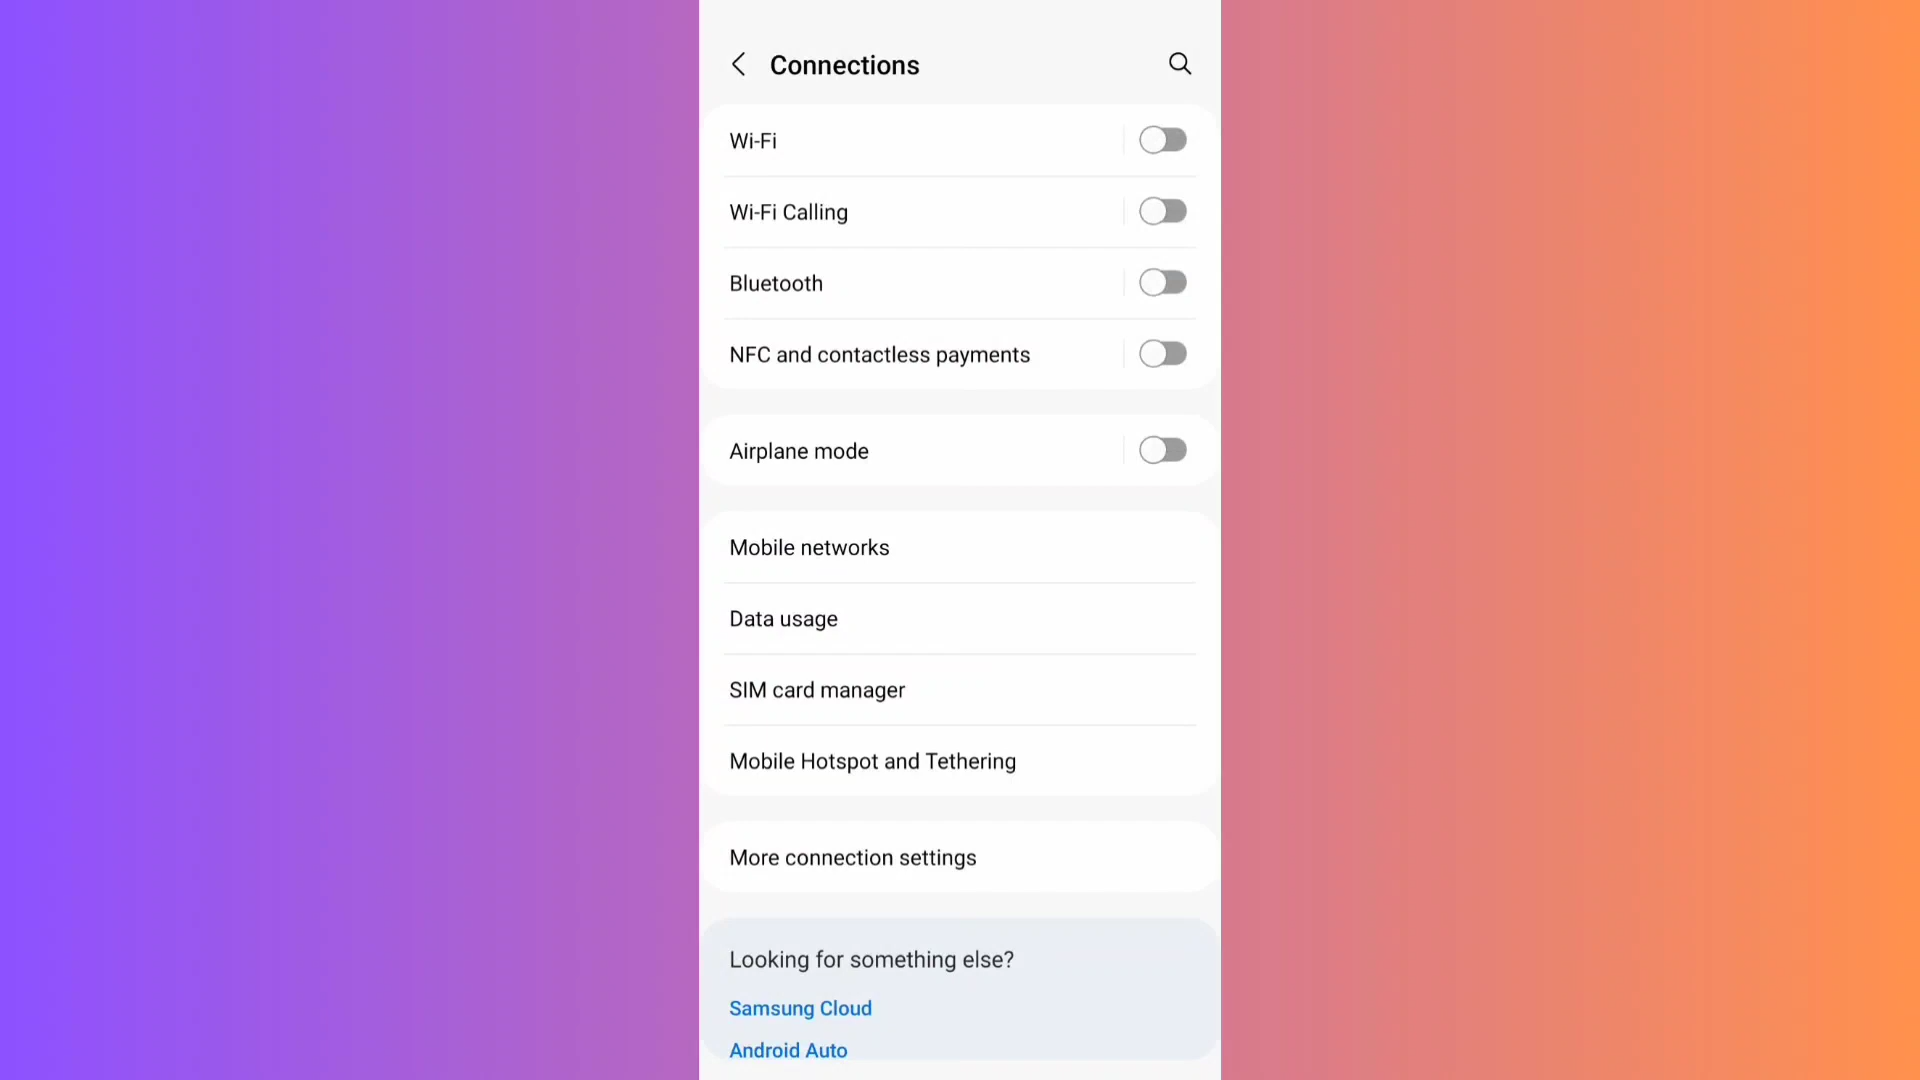 Connections
Wi-Fi
Wi-Fi Calling
Bluetooth
NFC and contactless payments
Airplane mode
Mobile networks
Data usage
SIM card manager
Mobile Hotspot and Tethering
More connection settings
Looking for something else?
Samsung Cloud
Android Auto